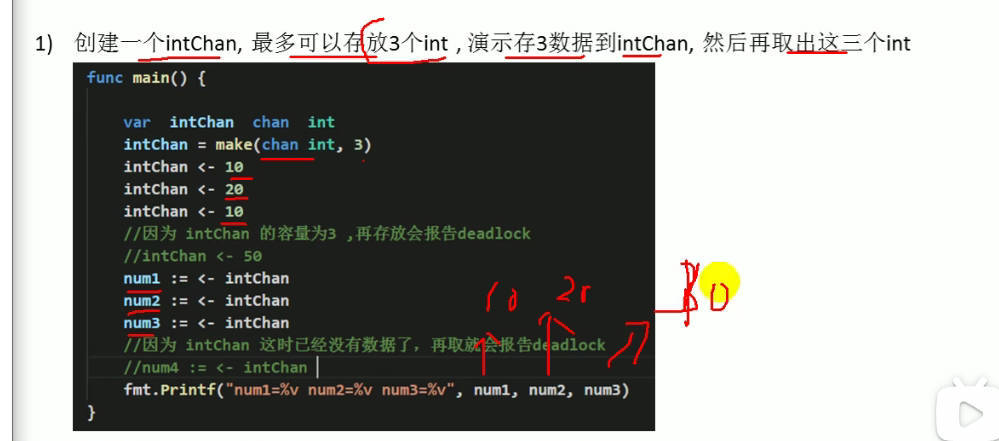 1) 创建一个intChan, 最多可以存放3个int , 演示存3数据到intChan, 然后再取出这三个int
func main() {
var intChan chan int
intChan = make(chan int, 3)
intChan <- 10
intChan <- 20
intChan <- 10
//因为 intChan 的容量为3 ,再存放会报告deadlock
//intChan <- 50
num1 := <- intChan
num2 := <- intChan
num3 := <- intChan
//因为 intChan 这时已经没有数据了，再取就会报告deadlock
//num4 := <- intChan
fmt.Printf("num1=%v num2=%v num3=%v", num1, num2, num3)
}
10